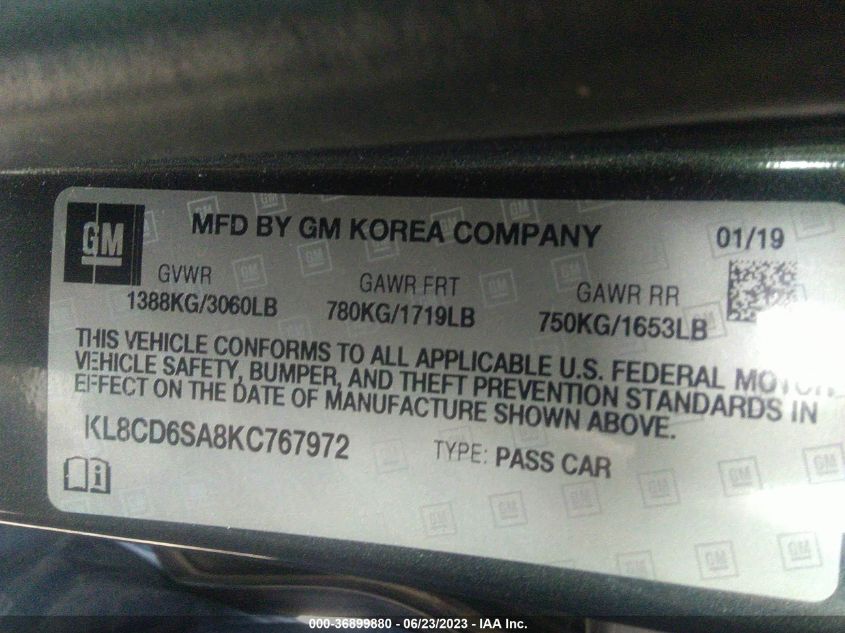 GM
MFD BY GM KOREA COMPANY
01/19
GVWR
1388KG/3060LB
GAWR FRT
780KG/1719LB
GAWR RR
750KG/1653LB
THIS VEHICLE CONFORMS TO ALL APPLICABLE U.S. FEDERAL MOTOR
VEHICLE SAFETY, BUMPER, AND THEFT PREVENTION STANDARDS IN
EFFECT ON THE DATE OF MANUFACTURE SHOWN ABOVE.
KL8CD6SA8KC767972
TYPE: PASS CAR
000-36899880 - 06/23/2023 - IAA Inc.